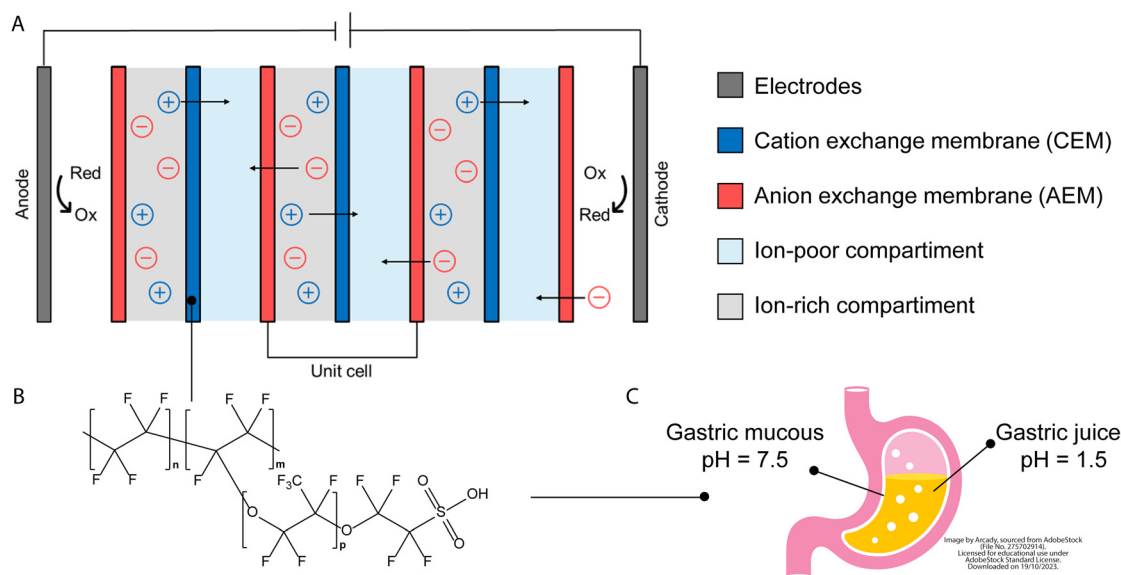 A
Anode
Red
Ox
Ox
Red
Cathode
Unit cell
Electrodes
Cation exchange membrane (CEM)
Anion exchange membrane (AEM)
Ion-poor compartiment
Ion-rich compartiment
B
F
F
F
F
F
F
F
F
n
m
O
F3C
F
F
F
F
F
F
p
O
F
F
F
F
O
S
O
OH
C
Gastric mucous
pH = 7.5
Gastric juice
pH = 1.5
Image by Arcady, sourced from AdobeStock
(File No. 275702914).
Licensed for educational use under
AdobeStock Standard License.
Downloaded on 19/10/2023.